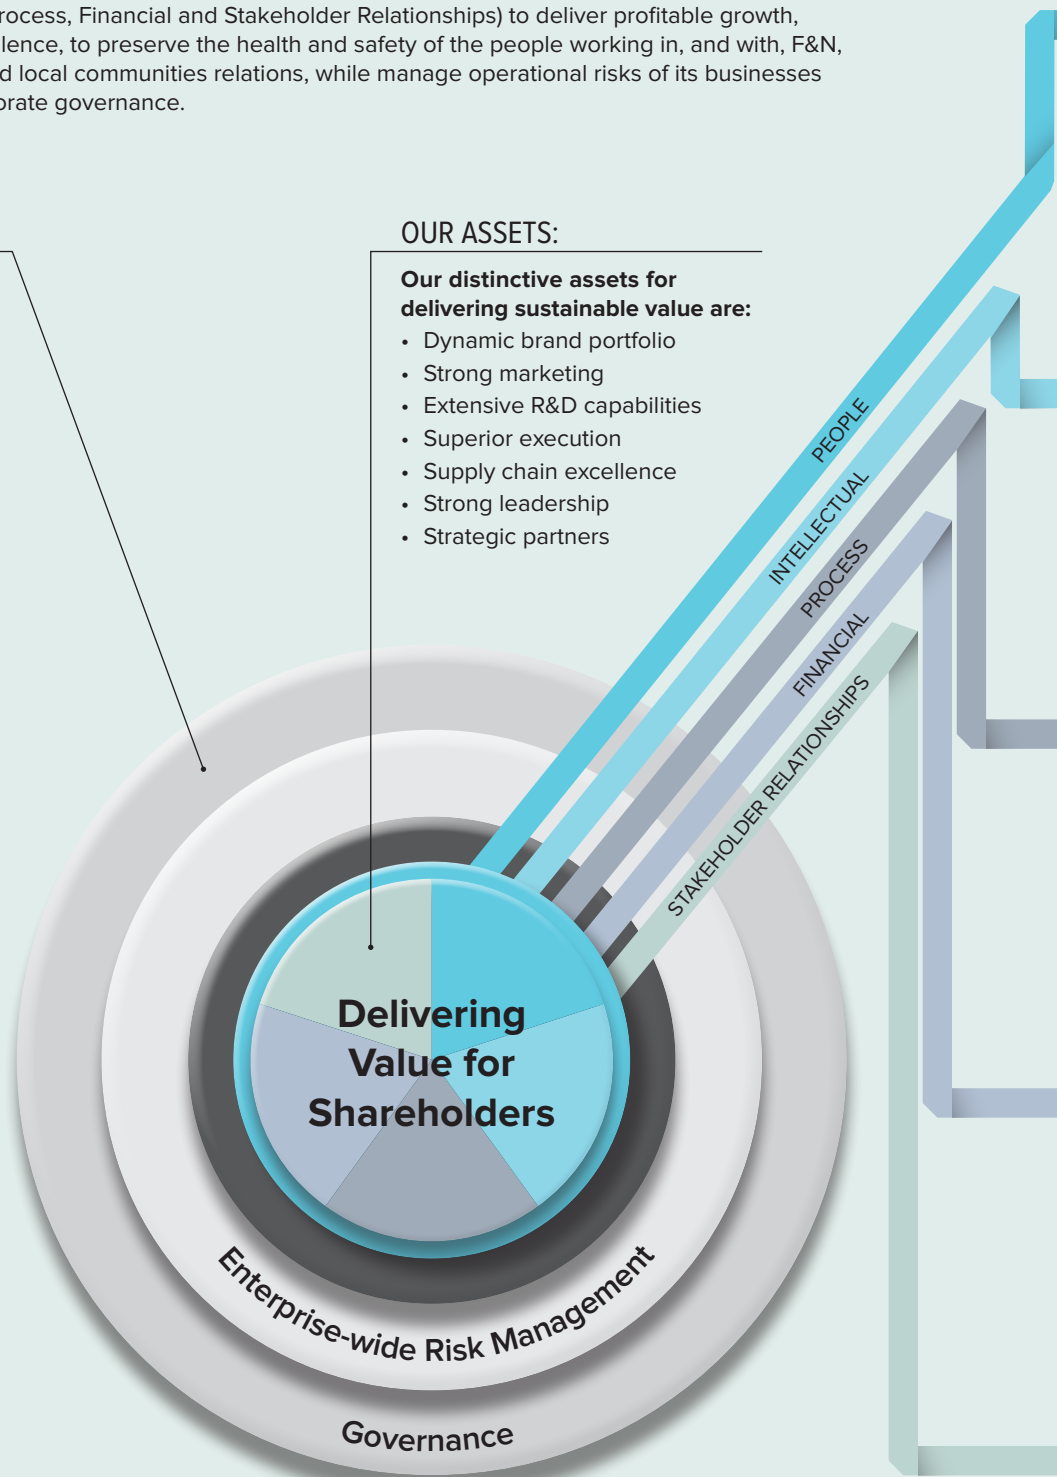 rocess, Financial and Stakeholder Relationships) to deliver profitable growth,
lence, to preserve the health and safety of the people working in, and with, F&N,
d local communities relations, while manage operational risks of its businesses
orate governance.
OUR ASSETS:
Our distinctive assets for
delivering sustainable value are:
• Dynamic brand portfolio
• Strong marketing
• Extensive R&D capabilities
• Superior execution
• Supply chain excellence
• Strong leadership
• Strategic partners
PEOPLE
INTELLECTUAL
PROCESS
FINANCIAL
STAKEHOLDER RELATIONSHIPS
Delivering
Value for
Shareholders
Enterprise-wide Risk Management
Governance